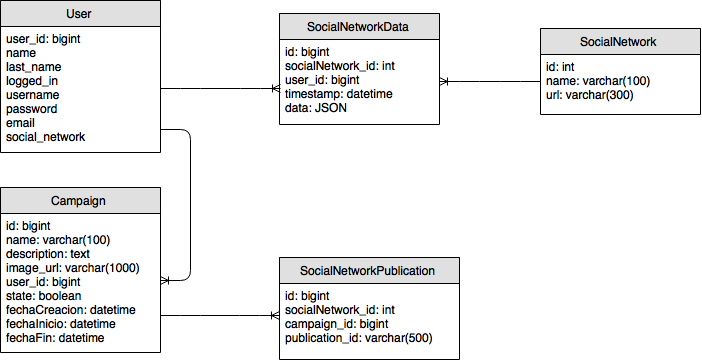 User
user_id: bigint
name
last_name
logged_in
username
password
email
social_network
SocialNetworkData
id: bigint
socialNetwork_id: int
user_id: bigint
timestamp: datetime
data: JSON
SocialNetwork
id: int
name: varchar(100)
url: varchar(300)
Campaign
id: bigint
name: varchar(100)
description: text
image_url: varchar(1000)
user_id: bigint
state: boolean
fechaCreacion: datetime
fechaInicio: datetime
fechaFin: datetime
SocialNetworkPublication
id: bigint
socialNetwork_id: int
campaign_id: bigint
publication_id: varchar(500)